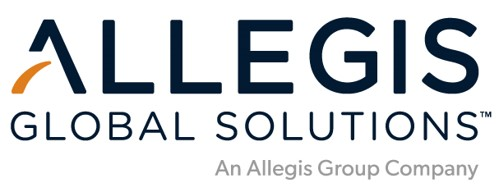 ALLEGIS
GLOBAL SOLUTIONS™
An Allegis Group Company